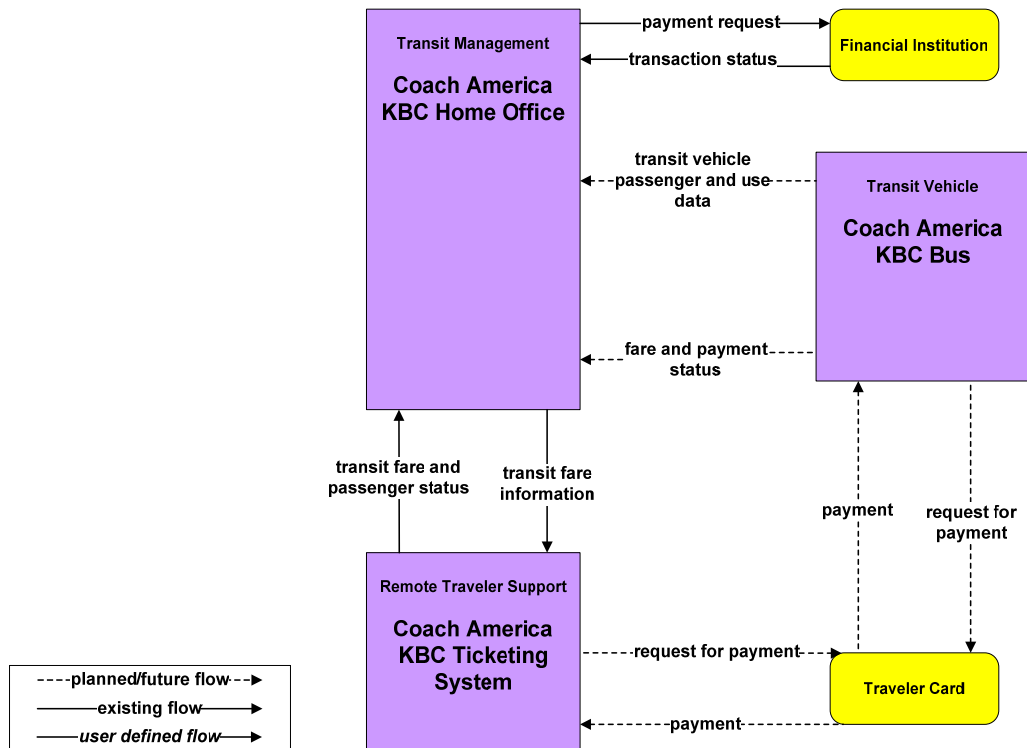 Transit Management
Coach America
KBC Home Office
payment request
transaction status
Financial Institution
transit vehicle
passenger and use
data
Transit Vehicle
Coach America
KBC Bus
fare and payment
status
transit fare and
passenger status
transit fare
information
payment
request for
payment
Remote Traveler Support
Coach America
KBC Ticketing
System
request for payment
payment
Traveler Card
planned/future flow
existing flow
user defined flow